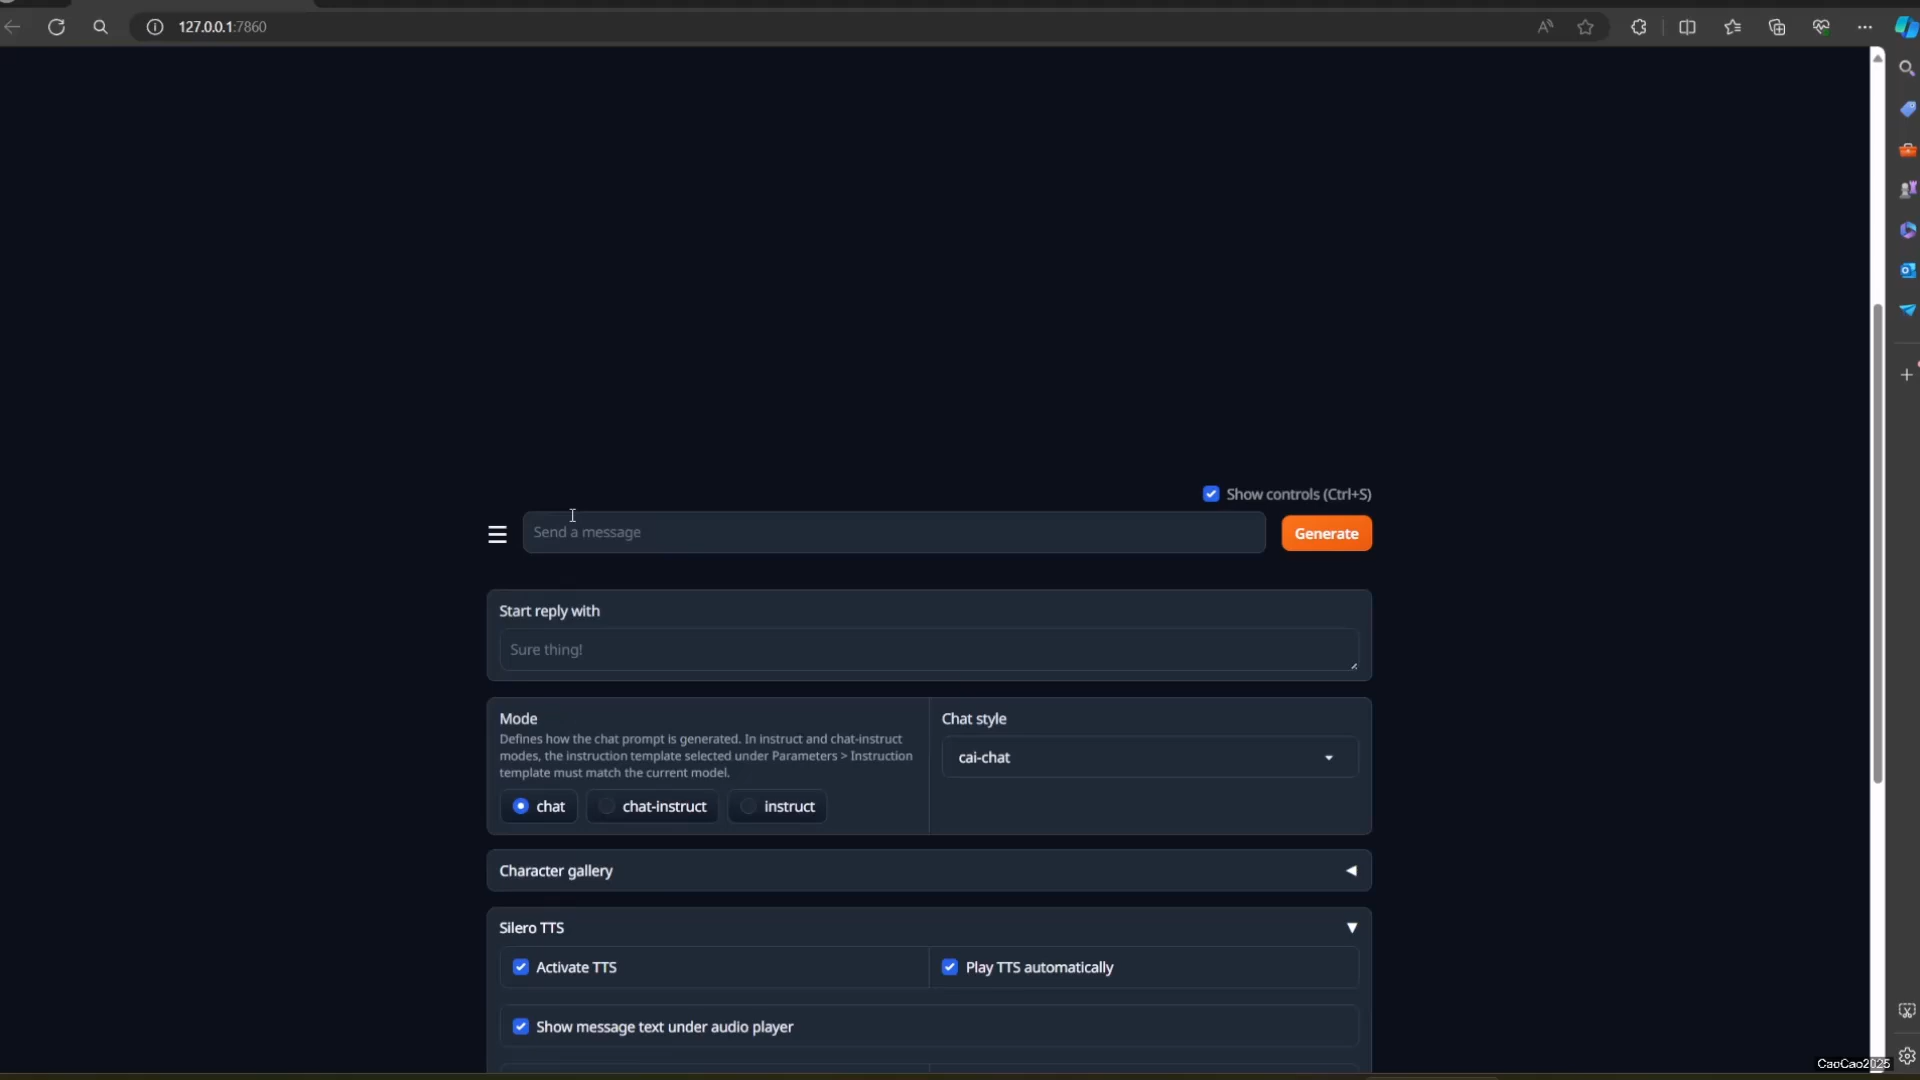 127.0.0.1:7860
Show controls (Ctrl+S)
Send a message
Generate
Start reply with
Sure thing!
Mode
Defines how the chat prompt is generated. In instruct and chat-instruct
modes, the instruction template selected under Parameters > Instruction
template must match the current model.
chat chat-instruct instruct
Chat style
cai-chat
Character gallery
Silero TTS
Activate TTS
Play TTS automatically
Show message text under audio player
CaoCao2025